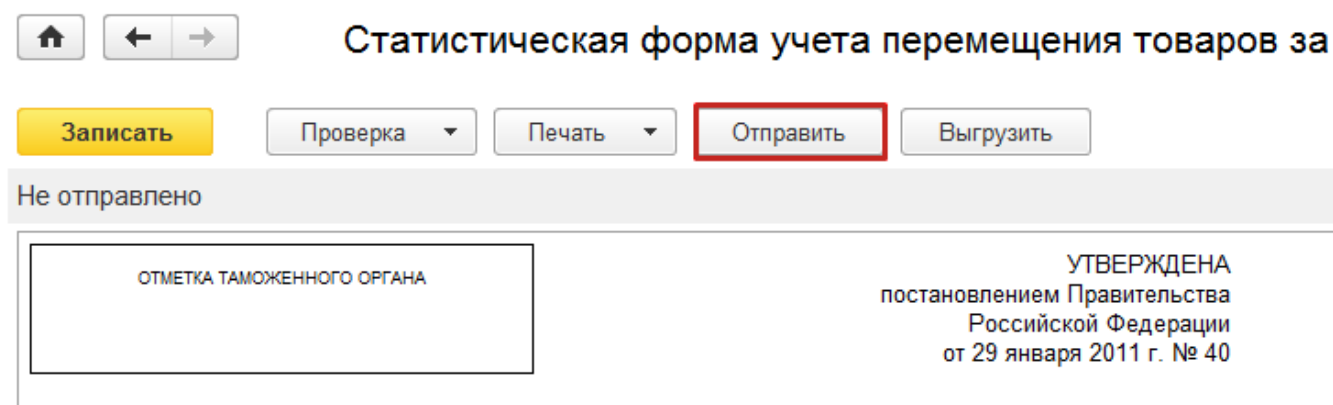 Статистическая форма учета перемещения товаров за
Записать
Проверка
Печать
Отправить
Выгрузить
Не отправлено
ОТМЕТКА ТАМОЖЕННОГО ОРГАНА
УТВЕРЖДЕНА
постановлением Правительства
Российской Федерации
от 29 января 2011 г. № 40